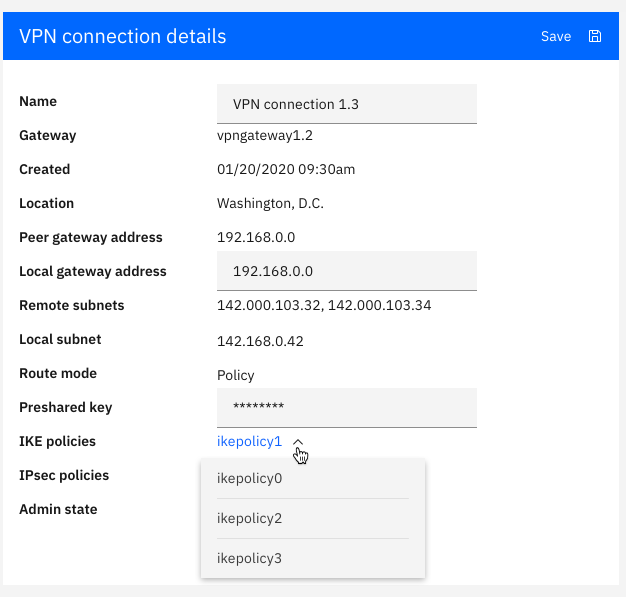 VPN connection details Save
Name VPN connection 1.3
Gateway vpngateway1.2
Created 01/20/2020 09:30am
Location Washington, D.C.
Peer gateway address 192.168.0.0
Local gateway address 192.168.0.0
Remote subnets 142.000.103.32, 142.000.103.34
Local subnet 142.168.0.42
Route mode Policy
Preshared key ********
IKE policies ikepolicy1
IPsec policies ikepolicy0
Admin state ikepolicy2
ikepolicy3